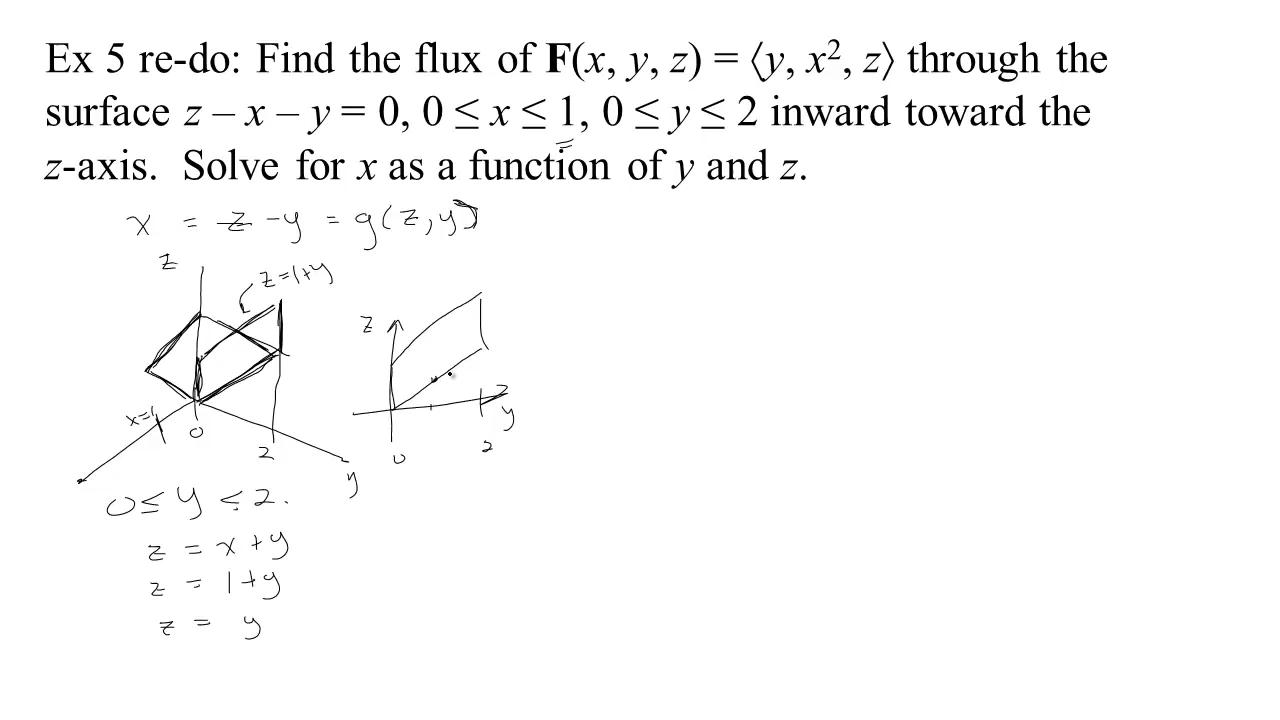 Ex 5 re-do: Find the flux of F(x, y, z) = ⟨y, x², z⟩ through the
surface z – x – y = 0, 0 ≤ x ≤ 1, 0 ≤ y ≤ 2 inward toward the
z-axis. Solve for x as a function of y and z.
x = z - y = g(z, y)
z
z = 1+y
z
x=1
0
2
y
2
y
0
2
0 ≤ y ≤ 2.
z = x + y
z = 1 + y
z = y